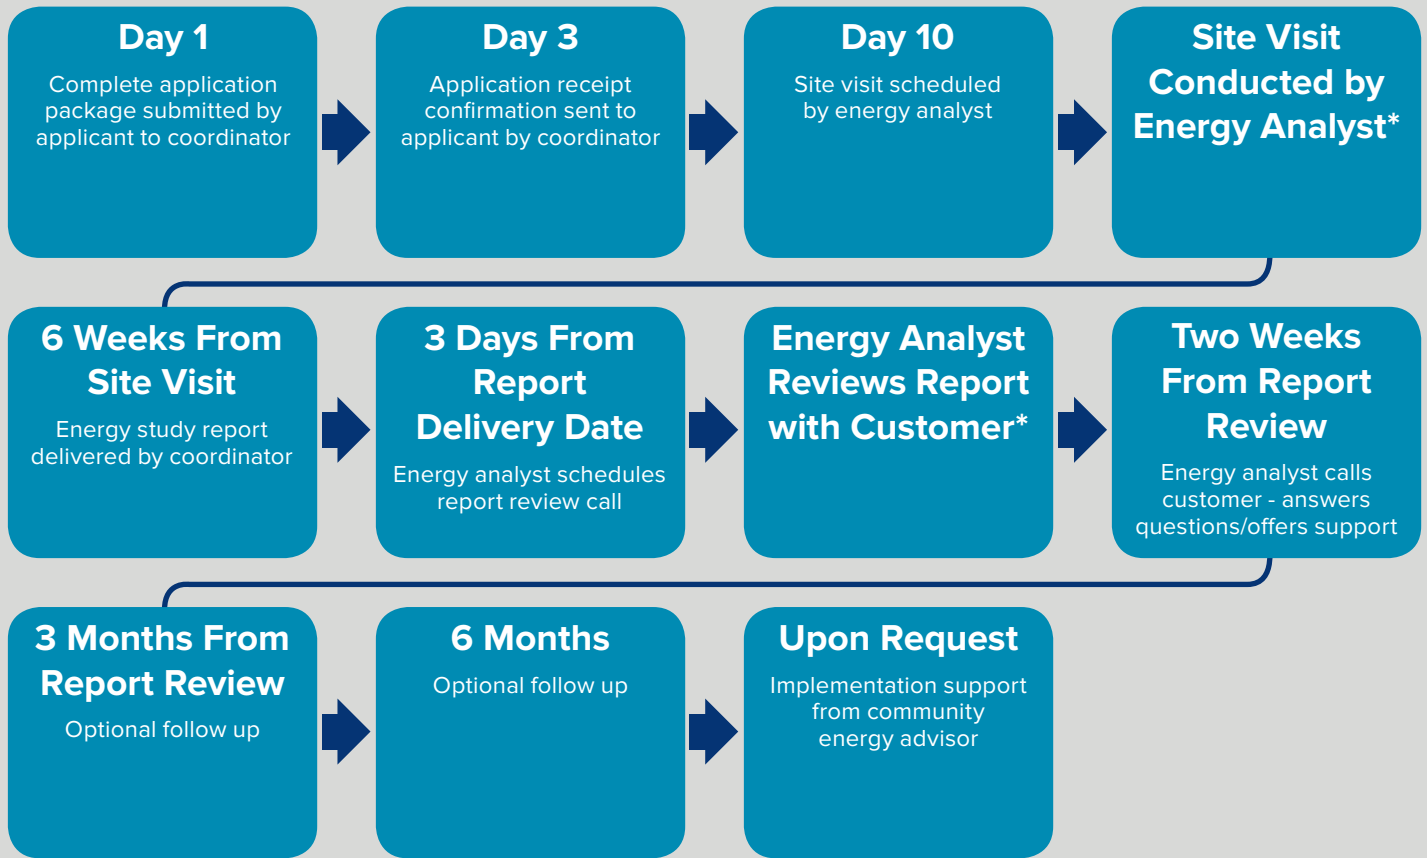 Day 1
Complete application
package submitted by
applicant to coordinator
Day 3
Application receipt
confirmation sent to
applicant by coordinator
Day 10
Site visit scheduled
by energy analyst
Site Visit
Conducted by
Energy Analyst*
6 Weeks From
Site Visit
Energy study report
delivered by coordinator
3 Days From
Report
Delivery Date
Energy analyst schedules
report review call
Energy Analyst
Reviews Report
with Customer*
Two Weeks
From Report
Review
Energy analyst calls
customer - answers
questions/offers support
3 Months From
Report Review
Optional follow up
6 Months
Optional follow up
Upon Request
Implementation support
from community
energy advisor